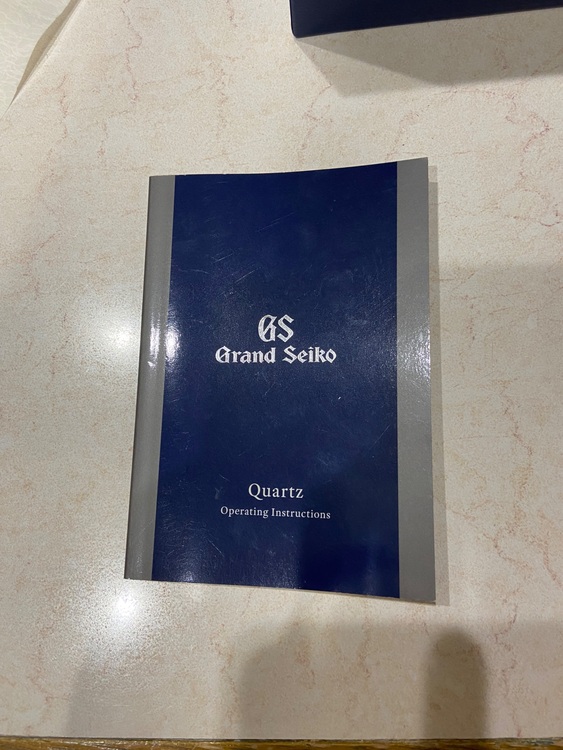 GS
Grand Seiko
Quartz
Operating Instructions